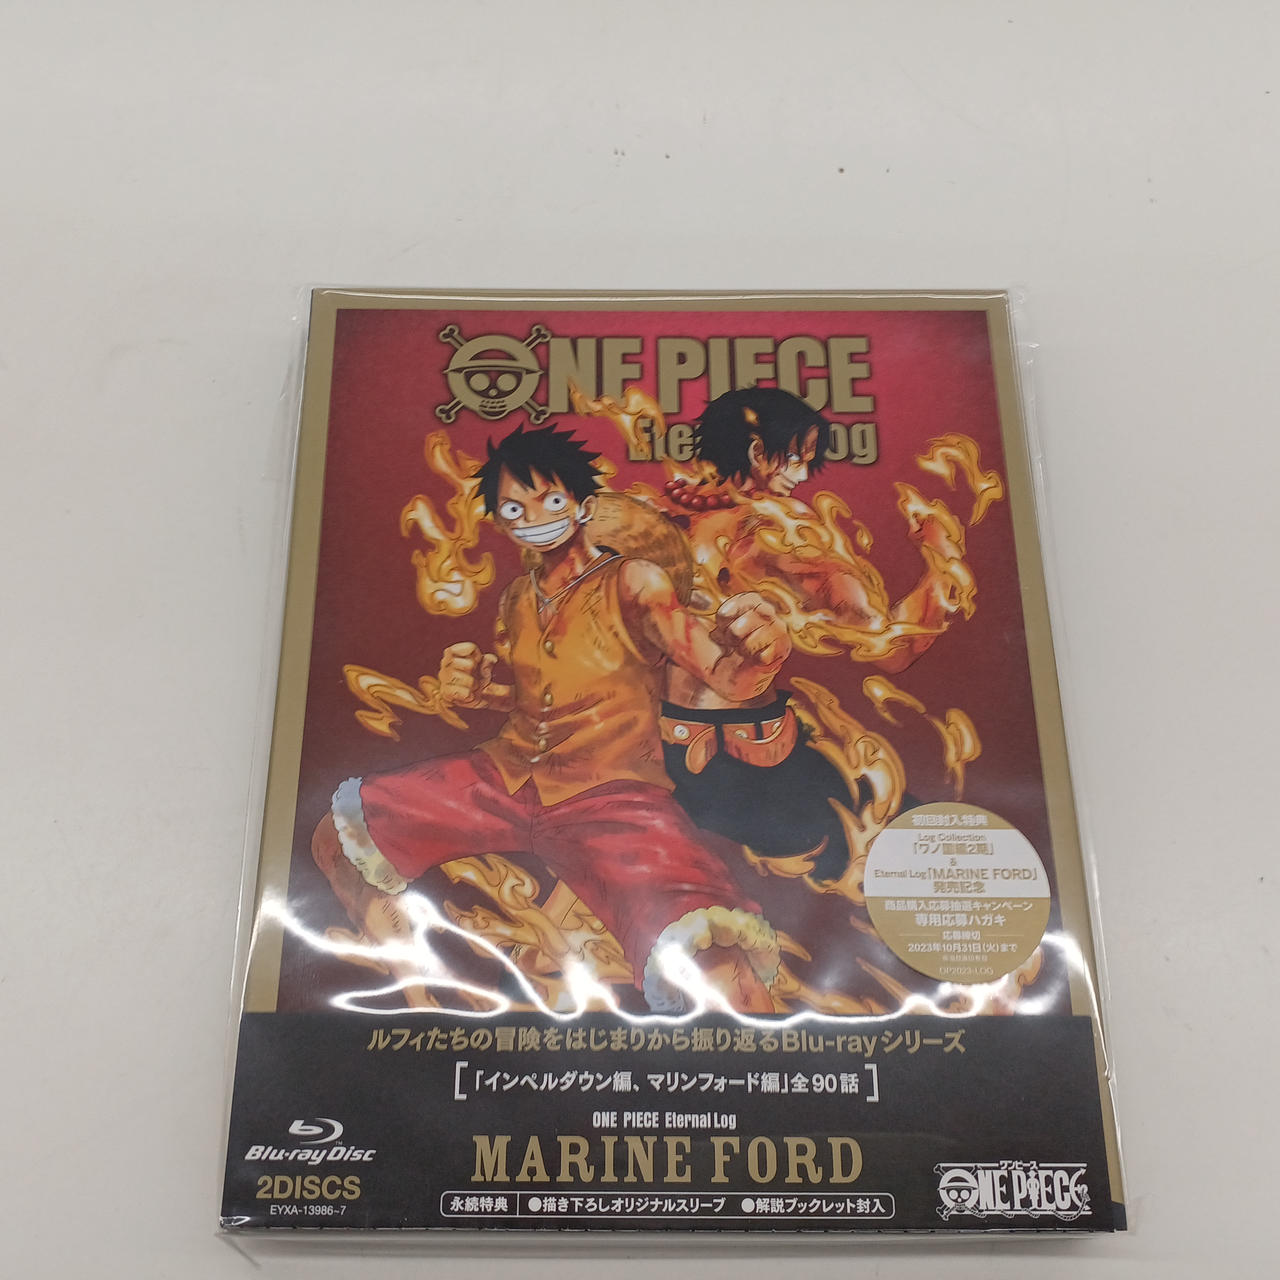 ONE PIECE
Eternal Log
初回封入特典
Log Collection
「ワノ国編2期」
&
Eternal Log「MARINE FORD」
発売記念
商品購入応募抽選キャンペーン
専用応募ハガキ
応募締切
2023年10月31日(火)まで
OP2023-LOG
ルフィたちの冒険をはじまりから振り返るBlu-rayシリーズ
[「インペルダウン編、マリンフォード編」全90話]
ONE PIECE Eternal Log
MARINE FORD
Blu-ray Disc™
2DISCS
EYXA-13986~7
永続特典 ●描き下ろしオリジナルスリーブ ●解説ブックレット封入
ワンピース
ONE PIECE